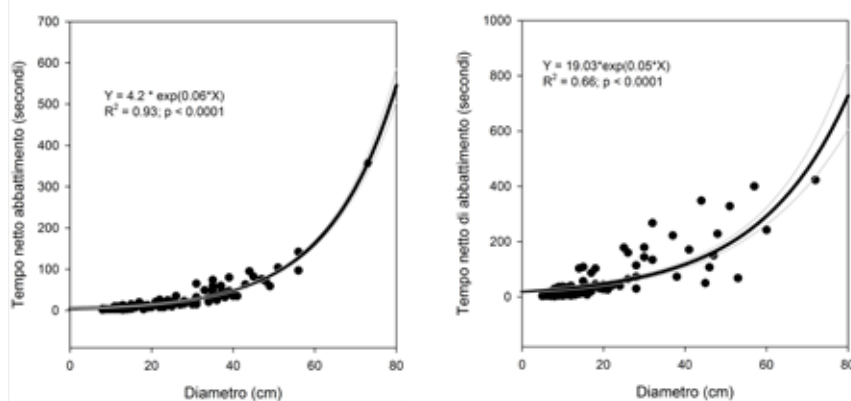 700
600
500
400
300
200
100
0
Tempo netto abbattimento (secondi)
Y = 4.2 * exp(0.06*X)
R² = 0.93; p < 0.0001
0 20 40 60 80
Diametro (cm)
1000
800
600
400
200
0
Tempo netto di abbattimento (secondi)
Y = 19.03*exp(0.05*X)
R² = 0.66; p < 0.0001
0 20 40 60 80
Diametro (cm)